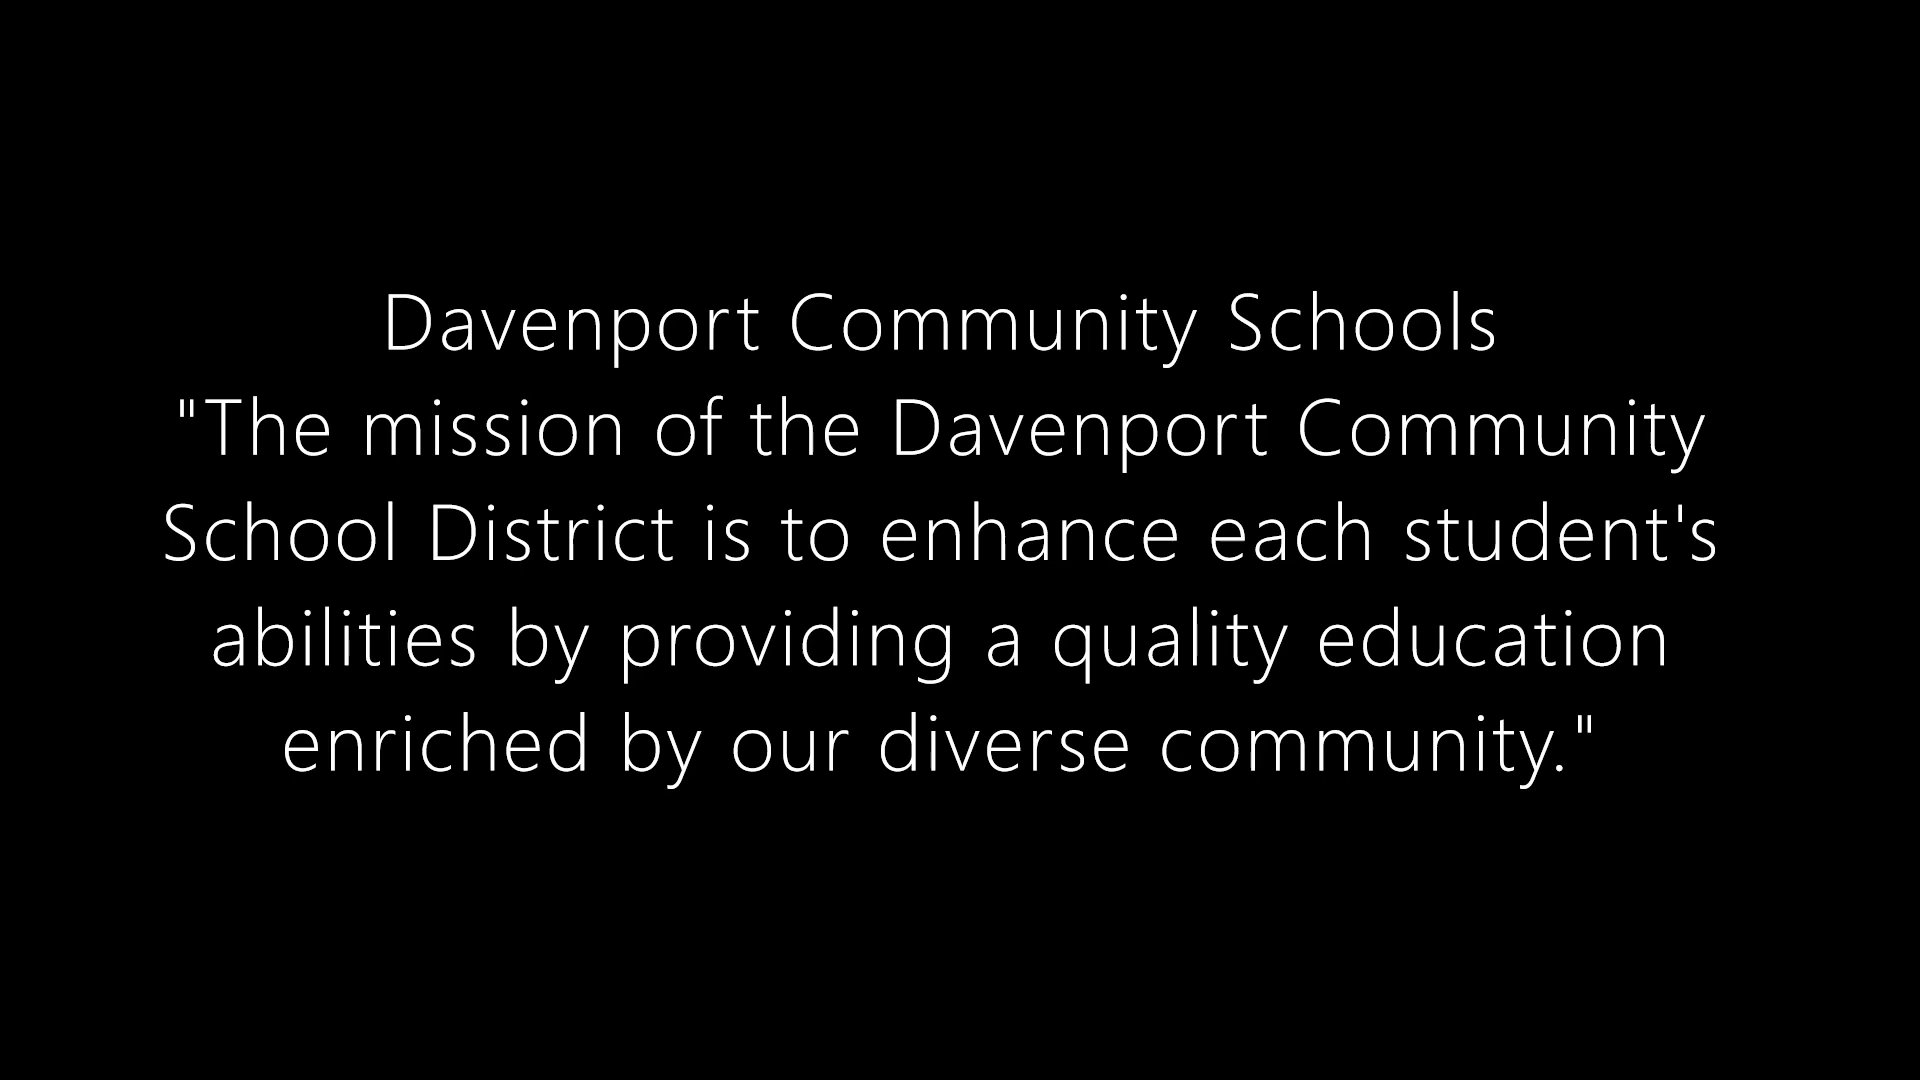 Davenport Community Schools
"The mission of the Davenport Community
School District is to enhance each student's
abilities by providing a quality education
enriched by our diverse community."